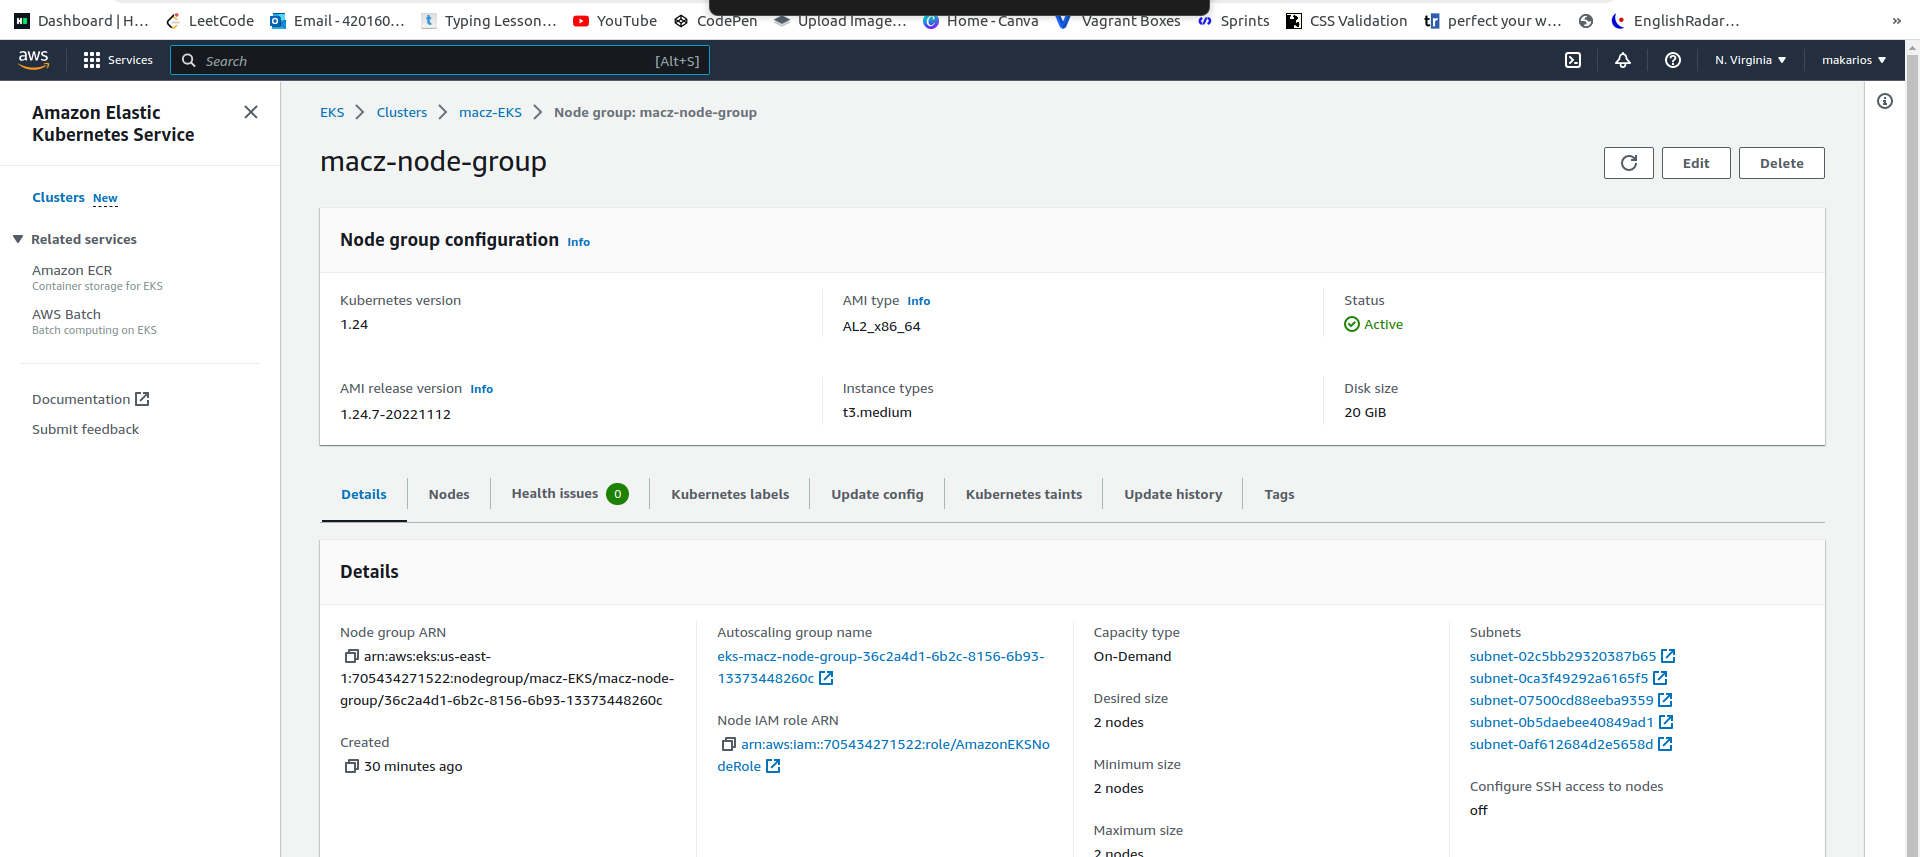 Dashboard | H...
LeetCode
Email - 420160...
Typing Lesson...
YouTube
CodePen
Upload Image...
Home - Canva
Vagrant Boxes
Sprints
CSS Validation
perfect your w...
EnglishRadar...
»
aws
Services
Search
[Alt+S]
N. Virginia
makarios
Amazon Elastic
Kubernetes Service
Clusters New
Related services
Amazon ECR
Container storage for EKS
AWS Batch
Batch computing on EKS
Documentation
Submit feedback
EKS > Clusters > macz-EKS > Node group: macz-node-group
macz-node-group
Edit
Delete
Node group configuration Info
Kubernetes version
1.24
AMI type Info
AL2_x86_64
Status
Active
AMI release version Info
1.24.7-20221112
Instance types
t3.medium
Disk size
20 GiB
Details
Nodes
Health issues 0
Kubernetes labels
Update config
Kubernetes taints
Update history
Tags
Details
Node group ARN
arn:aws:eks:us-east-
1:705434271522:nodegroup/macz-EKS/macz-node-
group/36c2a4d1-6b2c-8156-6b93-13373448260c
Created
30 minutes ago
Autoscaling group name
eks-macz-node-group-36c2a4d1-6b2c-8156-6b93-
13373448260c
Node IAM role ARN
arn:aws:iam::705434271522:role/AmazonEKSNo
deRole
Capacity type
On-Demand
Desired size
2 nodes
Minimum size
2 nodes
Maximum size
2 nodes
Subnets
subnet-02c5bb29320387b65
subnet-0ca3f49292a6165f5
subnet-07500cd88eeba9359
subnet-0b5daebee40849ad1
subnet-0af612684d2e5658d
Configure SSH access to nodes
off